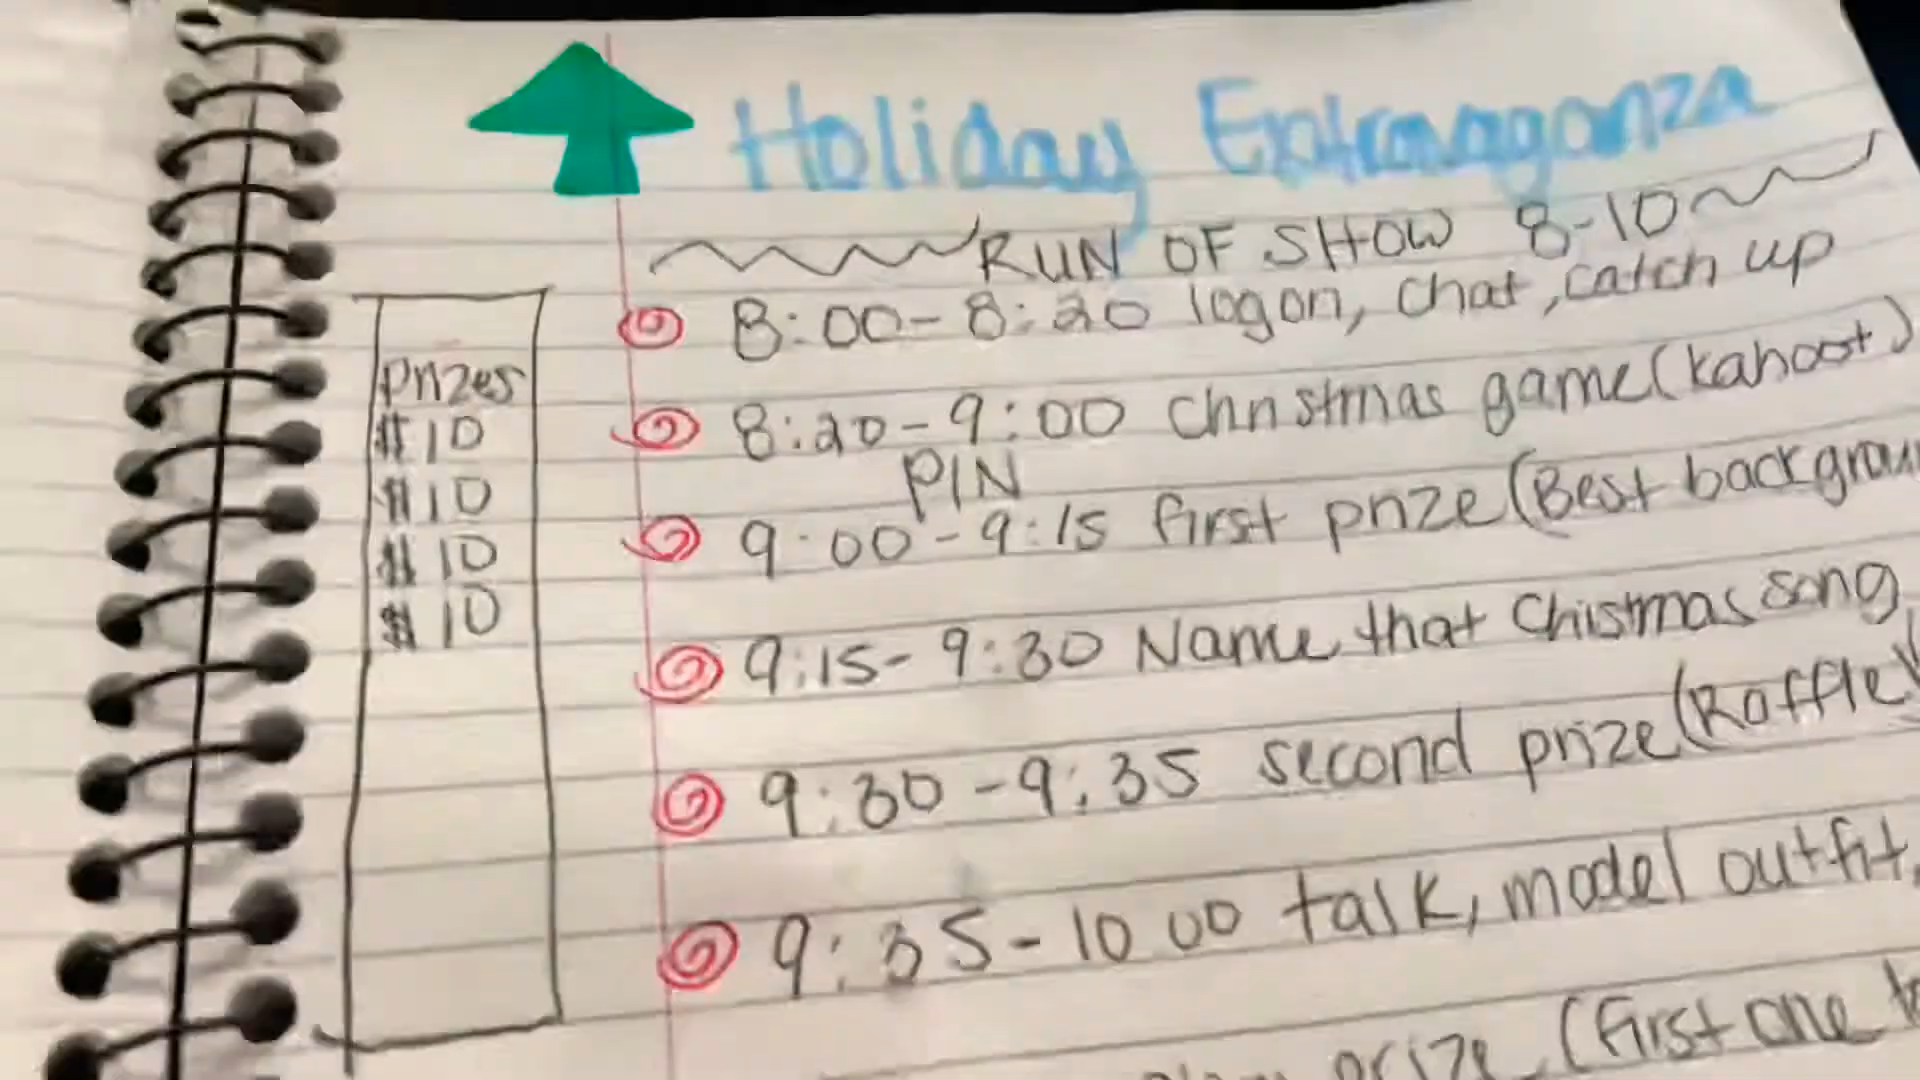 Holiday Extravaganza
RUN OF SHOW 8-10
8:00-8:20 logon, chat, catch up
8:20-9:00 Christmas game (kahoot)
PIN
9:00-9:15 first prize (Best backgrou
9:15-9:30 Name that Chistmas song
9:30-9:35 second prize (Raffle)
9:35-10 00 talk, model outfit,
prize (First one to
prizes
$10
$10
$10
$10